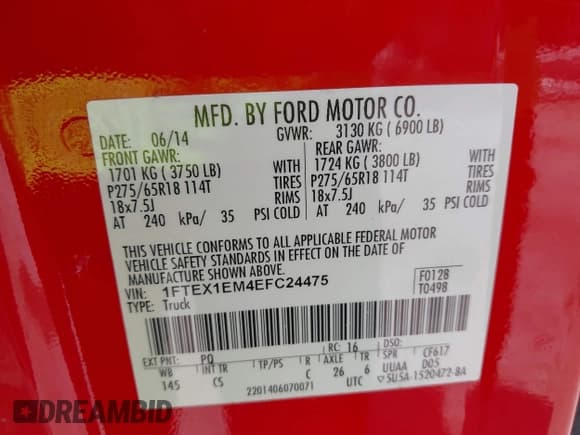 MFD. BY FORD MOTOR CO.
DATE: 06/14 GVWR: 3130 KG ( 6900 LB)
FRONT GAWR: REAR GAWR:
1701 KG ( 3750 LB) WITH 1724 KG ( 3800 LB) WITH
P275/65R18 114T TIRES P275/65R18 114T TIRES
18x7.5J RIMS 18x7.5J RIMS
AT 240 kPa/ 35 PSI COLD AT 240 kPa/ 35 PSI COLD
THIS VEHICLE CONFORMS TO ALL APPLICABLE FEDERAL MOTOR
VEHICLE SAFETY STANDARDS IN EFFECT ON THE DATE OF
MANUFACTURE SHOWN ABOVE.
VIN: 1FTEX1EM4EFC24475 F0128
TYPE: Truck T0498
EXT PNT: PQ RC: 16 DSO:
WB INT TR TP/PS R AXLE TR SPR CF617
145 CS C 26 6 UUAA D05
2201406070071 UTC ▽5U5A-1520472-BA
DREAMBID